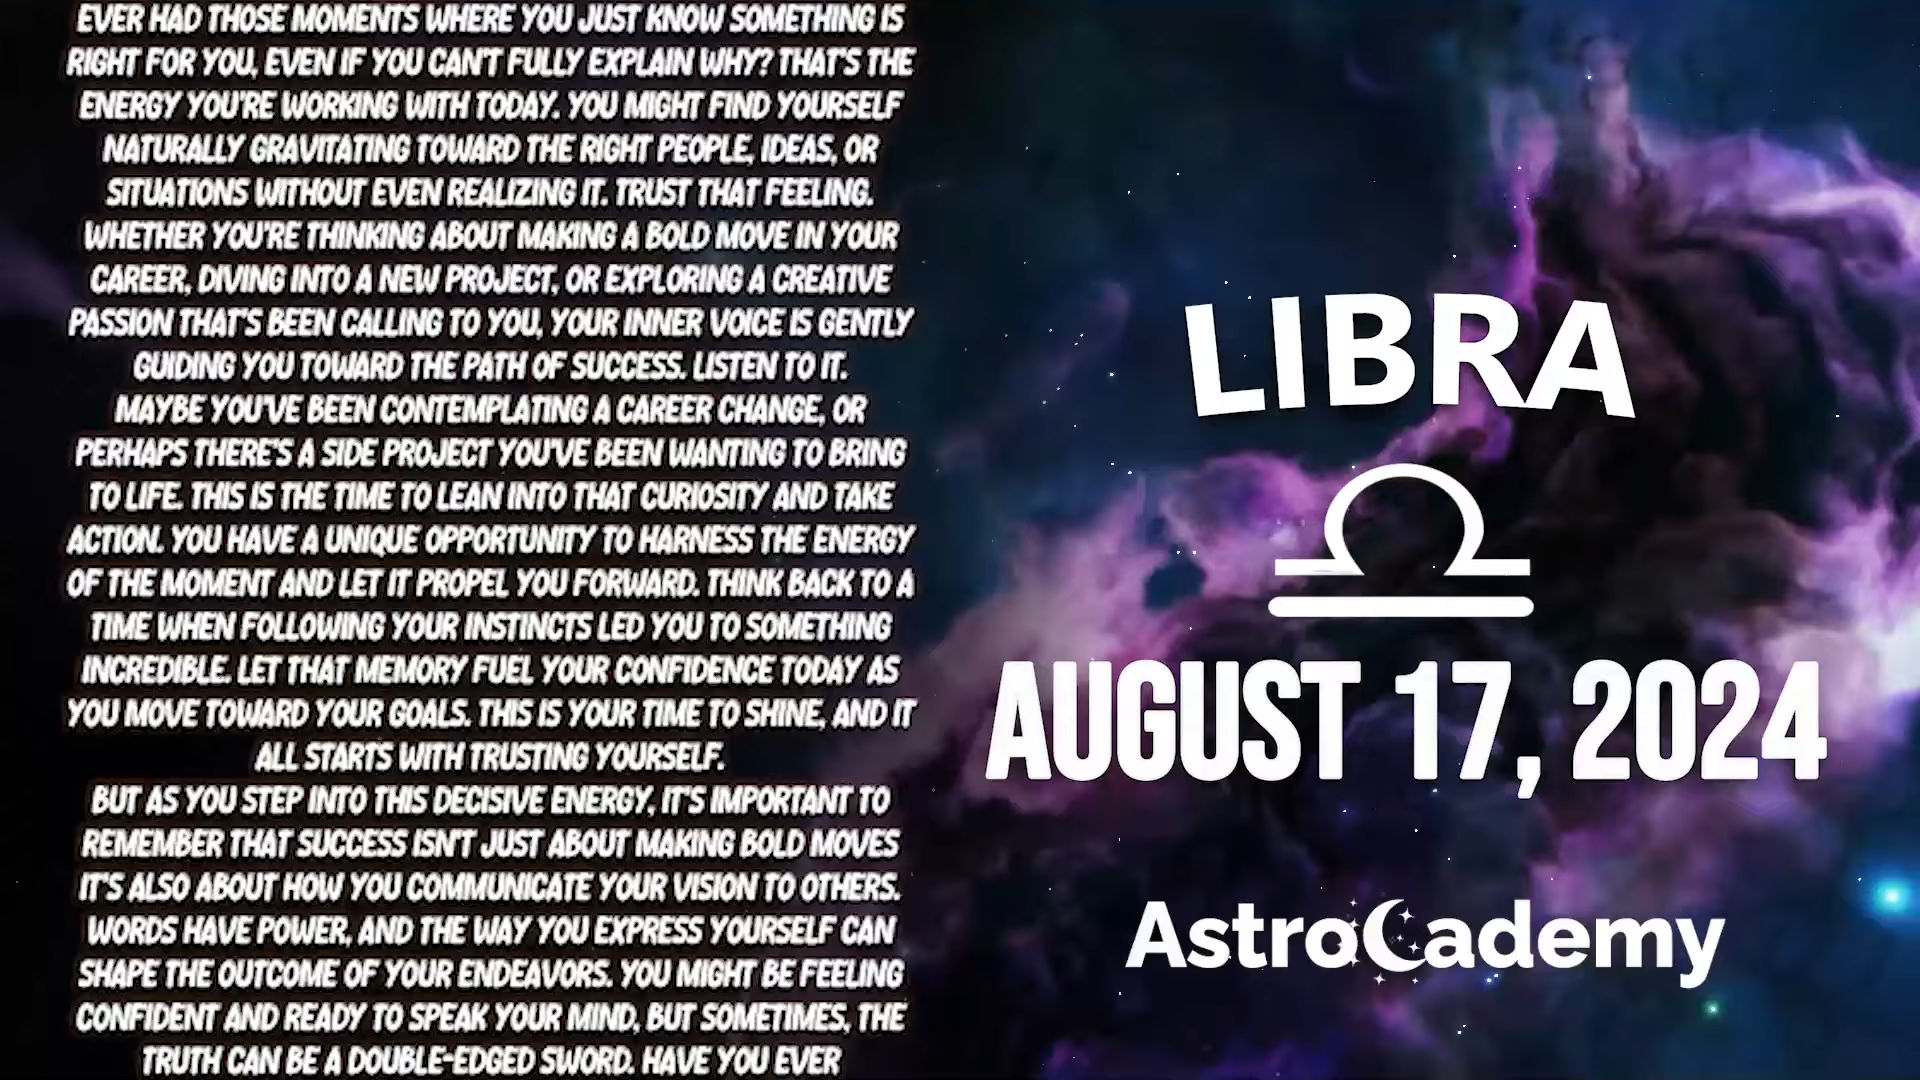 EVER HAD THOSE MOMENTS WHERE YOU JUST KNOW SOMETHING IS
RIGHT FOR YOU, EVEN IF YOU CAN'T FULLY EXPLAIN WHY? THAT'S THE
ENERGY YOU'RE WORKING WITH TODAY. YOU MIGHT FIND YOURSELF
NATURALLY GRAVITATING TOWARD THE RIGHT PEOPLE, IDEAS, OR
SITUATIONS WITHOUT EVEN REALIZING IT. TRUST THAT FEELING.
WHETHER YOU'RE THINKING ABOUT MAKING A BOLD MOVE IN YOUR
CAREER, DIVING INTO A NEW PROJECT, OR EXPLORING A CREATIVE
PASSION THAT'S BEEN CALLING TO YOU, YOUR INNER VOICE IS GENTLY
GUIDING YOU TOWARD THE PATH OF SUCCESS. LISTEN TO IT.
MAYBE YOU'VE BEEN CONTEMPLATING A CAREER CHANGE, OR
PERHAPS THERE'S A SIDE PROJECT YOU'VE BEEN WANTING TO BRING
TO LIFE. THIS IS THE TIME TO LEAN INTO THAT CURIOSITY AND TAKE
ACTION. YOU HAVE A UNIQUE OPPORTUNITY TO HARNESS THE ENERGY
OF THE MOMENT AND LET IT PROPEL YOU FORWARD. THINK BACK TO A
TIME WHEN FOLLOWING YOUR INSTINCTS LED YOU TO SOMETHING
INCREDIBLE. LET THAT MEMORY FUEL YOUR CONFIDENCE TODAY AS
YOU MOVE TOWARD YOUR GOALS. THIS IS YOUR TIME TO SHINE, AND IT
ALL STARTS WITH TRUSTING YOURSELF.
BUT AS YOU STEP INTO THIS DECISIVE ENERGY, IT'S IMPORTANT TO
REMEMBER THAT SUCCESS ISN'T JUST ABOUT MAKING BOLD MOVES
IT'S ALSO ABOUT HOW YOU COMMUNICATE YOUR VISION TO OTHERS.
WORDS HAVE POWER, AND THE WAY YOU EXPRESS YOURSELF CAN
SHAPE THE OUTCOME OF YOUR ENDEAVORS. YOU MIGHT BE FEELING
CONFIDENT AND READY TO SPEAK YOUR MIND, BUT SOMETIMES, THE
TRUTH CAN BE A DOUBLE-EDGED SWORD. HAVE YOU EVER
LIBRA
AUGUST 17, 2024
AstroCademy